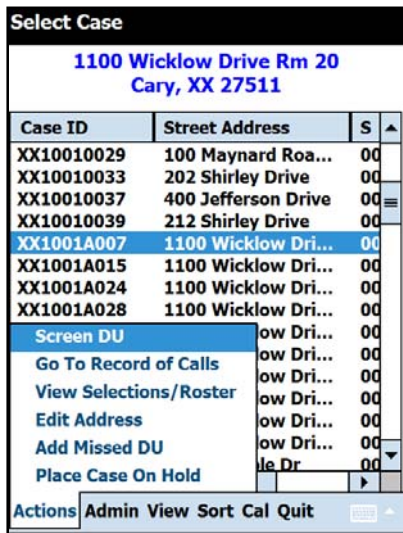 Select Case
1100 Wicklow Drive Rm 20
Cary, XX 27511
Case ID Street Address S
XX10010029 100 Maynard Roa... 00
XX10010033 202 Shirley Drive 00
XX10010037 400 Jefferson Drive 00
XX10010039 212 Shirley Drive 00
XX1001A007 1100 Wicklow Dri... 00
XX1001A015 1100 Wicklow Dri... 00
XX1001A024 1100 Wicklow Dri... 00
XX1001A028 1100 Wicklow Dri... 00
Screen DU ow Dri... 00
Go To Record of Calls ow Dri... 00
View Selections/Roster ow Dri... 00
Edit Address ow Dri... 00
Add Missed DU ow Dri... 00
Place Case On Hold le Dr 00
Actions Admin View Sort Cal Quit